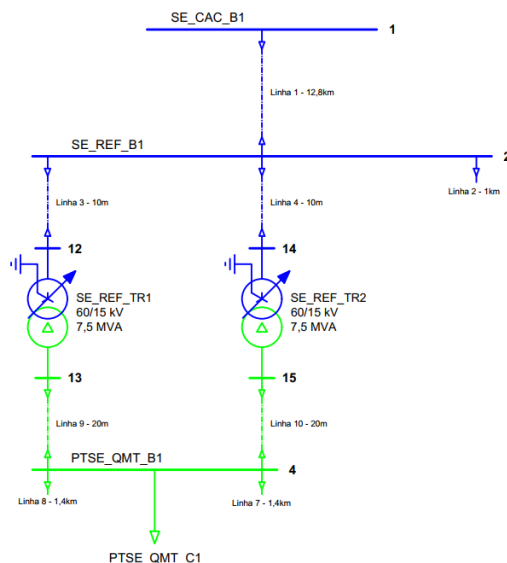 SE_CAC_B1
1
Linha 1 - 12,8km
SE_REF_B1
2
Linha 3 - 10m
Linha 4 - 10m
Linha 2 - 1km
12
14
SE_REF_TR1
60/15 kV
7,5 MVA
SE_REF_TR2
60/15 kV
7,5 MVA
13
15
Linha 9 - 20m
Linha 10 - 20m
PTSE_QMT_B1
4
Linha 8 - 1,4km
Linha 7 - 1,4km
PTSE_QMT_C1